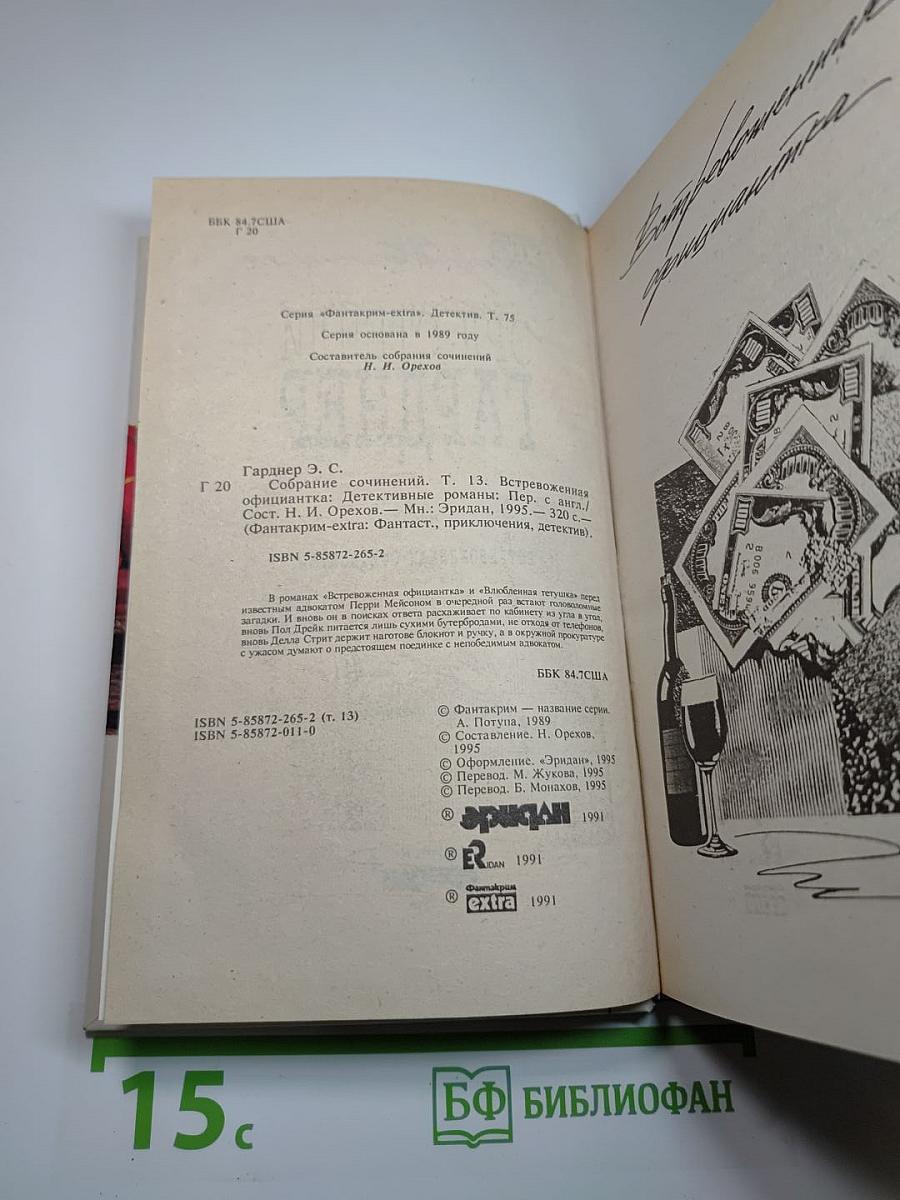 ББК 84.7США
Г 20
Серия «Фантакрим-extra». Детектив. Т. 75
Серия основана в 1989 году
Составитель собрания сочинений
Н. И. Орехов
Гарднер Э. С.
Г 20 Собрание сочинений. Т. 13. Встревоженная
официантка: Детективные романы: Пер. с англ./
Сост. Н. И. Орехов.— Мн.: Эридан, 1995.— 320 с.—
(Фантакрим-extra: Фантаст., приключения, детектив).
ISBN 5-85872-265-2
В романах «Встревоженная официантка» и «Влюбленная тетушка» перед
известным адвокатом Перри Мейсоном в очередной раз встают головоломные
загадки. И вновь он в поисках ответа расхаживает по кабинету из угла в угол,
вновь Пол Дрейк питается лишь сухими бутербродами, не отходя от телефонов,
вновь Делла Стрит держит наготове блокнот и ручку, а в окружной прокуратуре
с ужасом думают о предстоящем поединке с непобедимым адвокатом.
ББК 84.7США
ISBN 5-85872-265-2 (т. 13)
ISBN 5-85872-011-0
© Фантакрим — название серии.
А. Потупа, 1989
© Составление. Н. Орехов,
1995
© Оформление. «Эридан», 1995
© Перевод. М. Жукова, 1995
© Перевод. Б. Монахов, 1995
® эридан 1991
® ERIDAN 1991
® Фантакрим extra 1991
Встревоженная
официантка
15 с
БФ БИБЛИОФАН